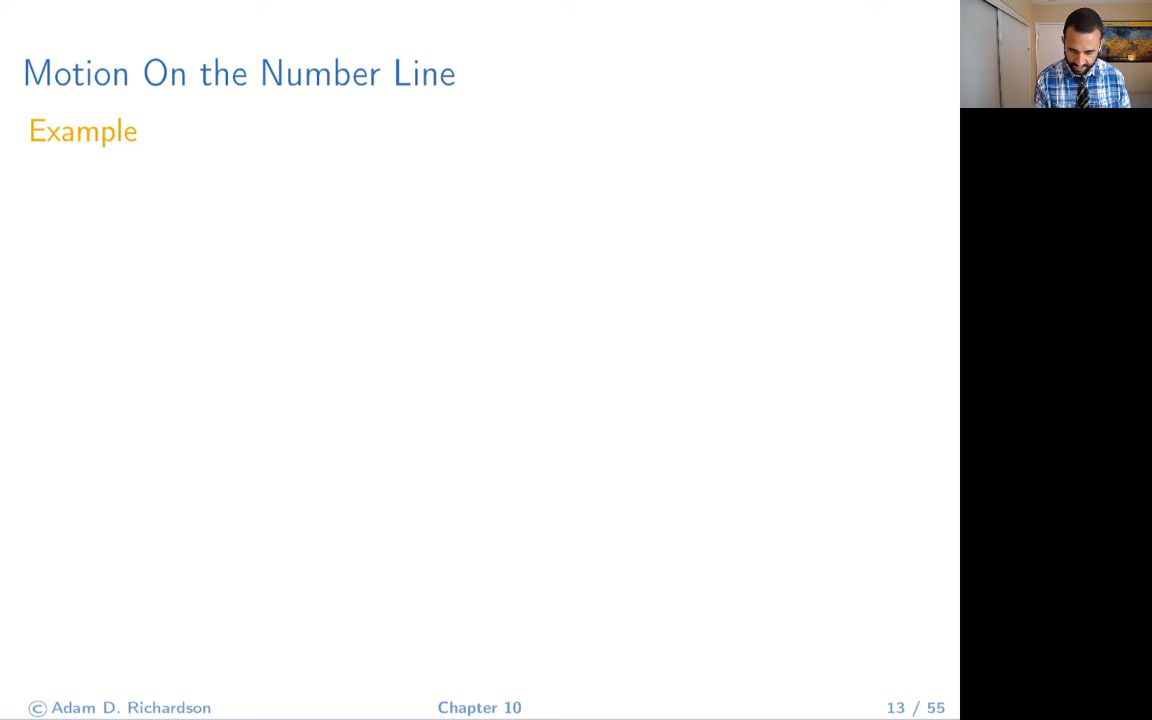 Motion On the Number Line
Example
© Adam D. Richardson
Chapter 10
13 / 55